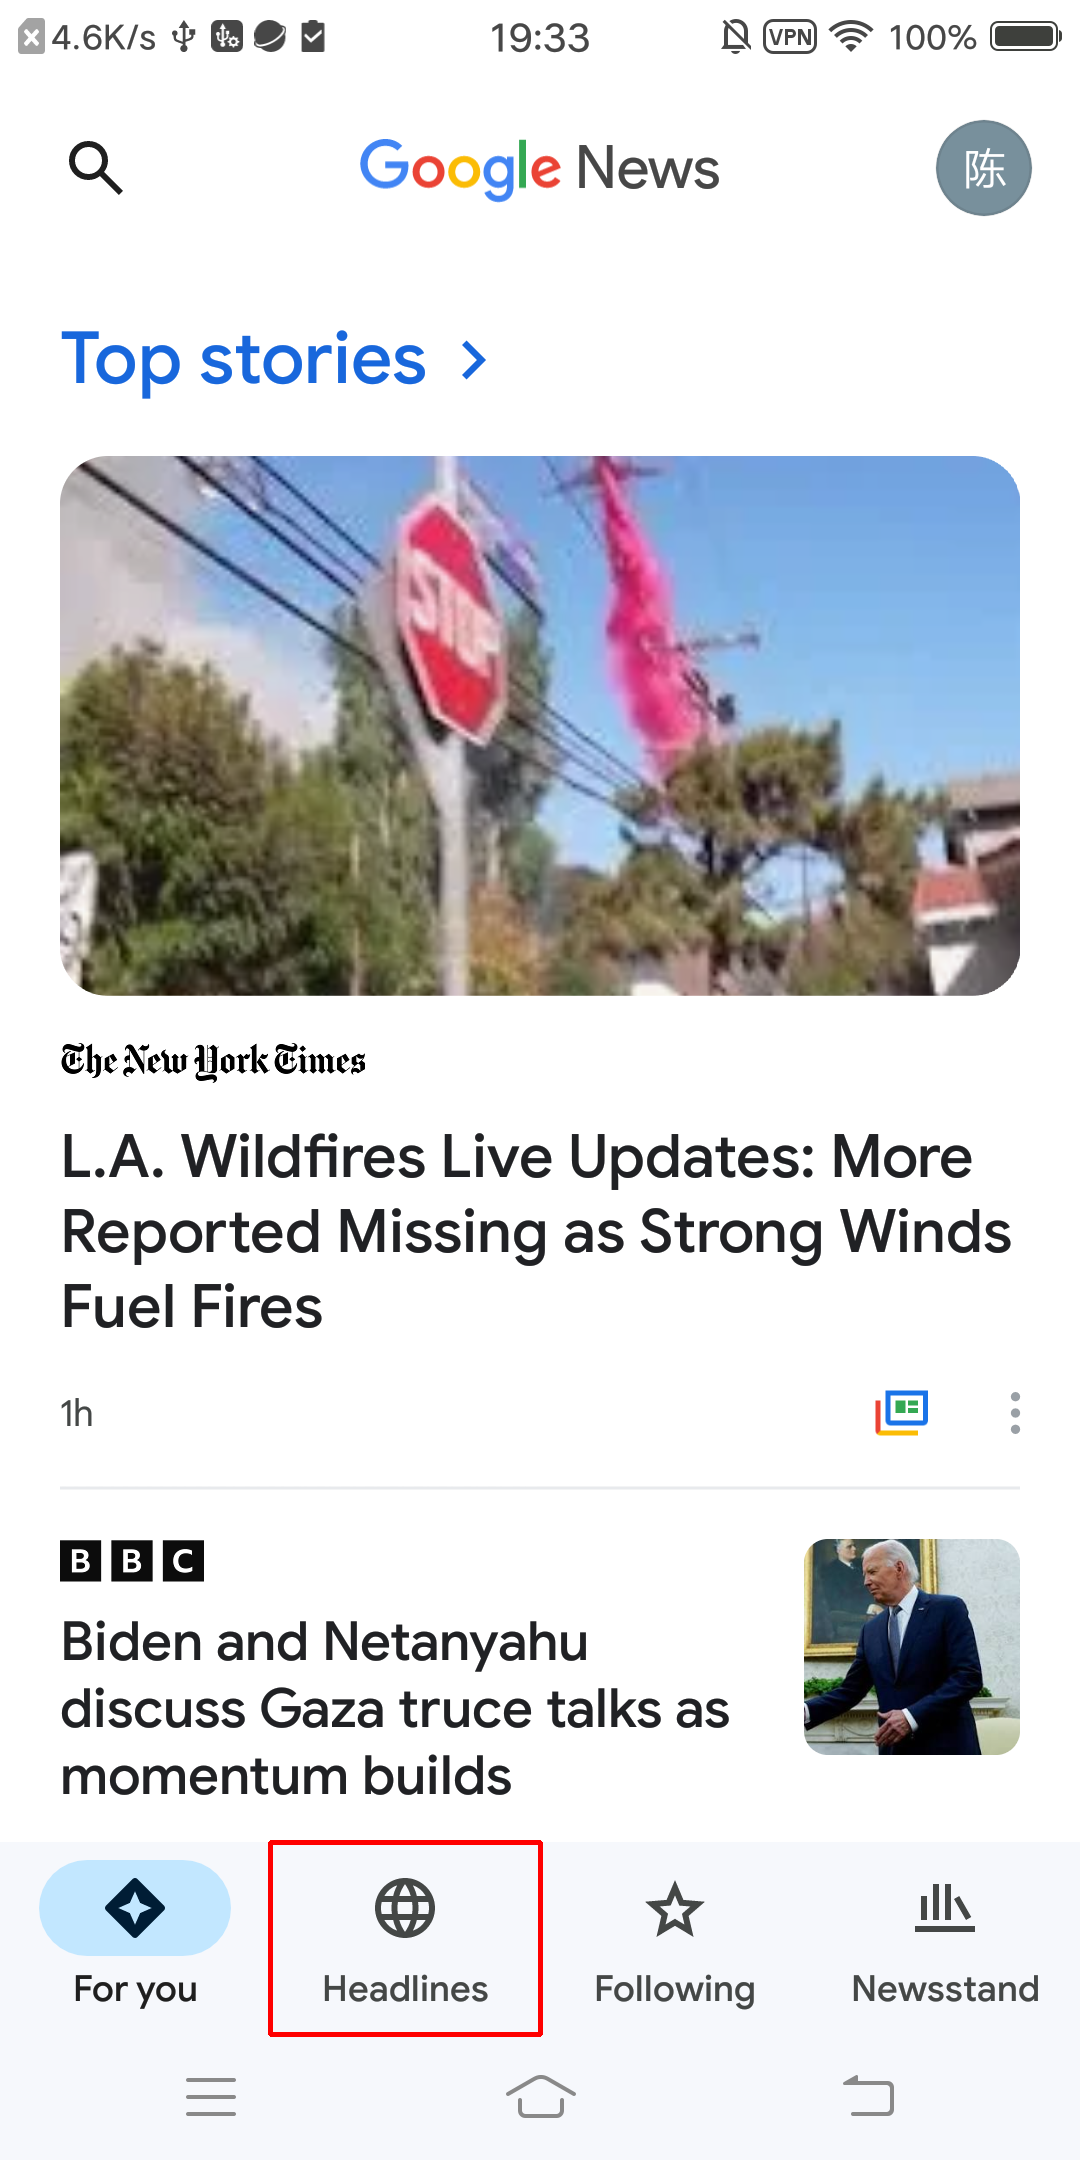 4.6K/s 19:33 VPN 100%
Google News
陈
Top stories
STOP
The New York Times
L.A. Wildfires Live Updates: More
Reported Missing as Strong Winds
Fuel Fires
1h
BBC
Biden and Netanyahu
discuss Gaza truce talks as
momentum builds
For you Headlines Following Newsstand